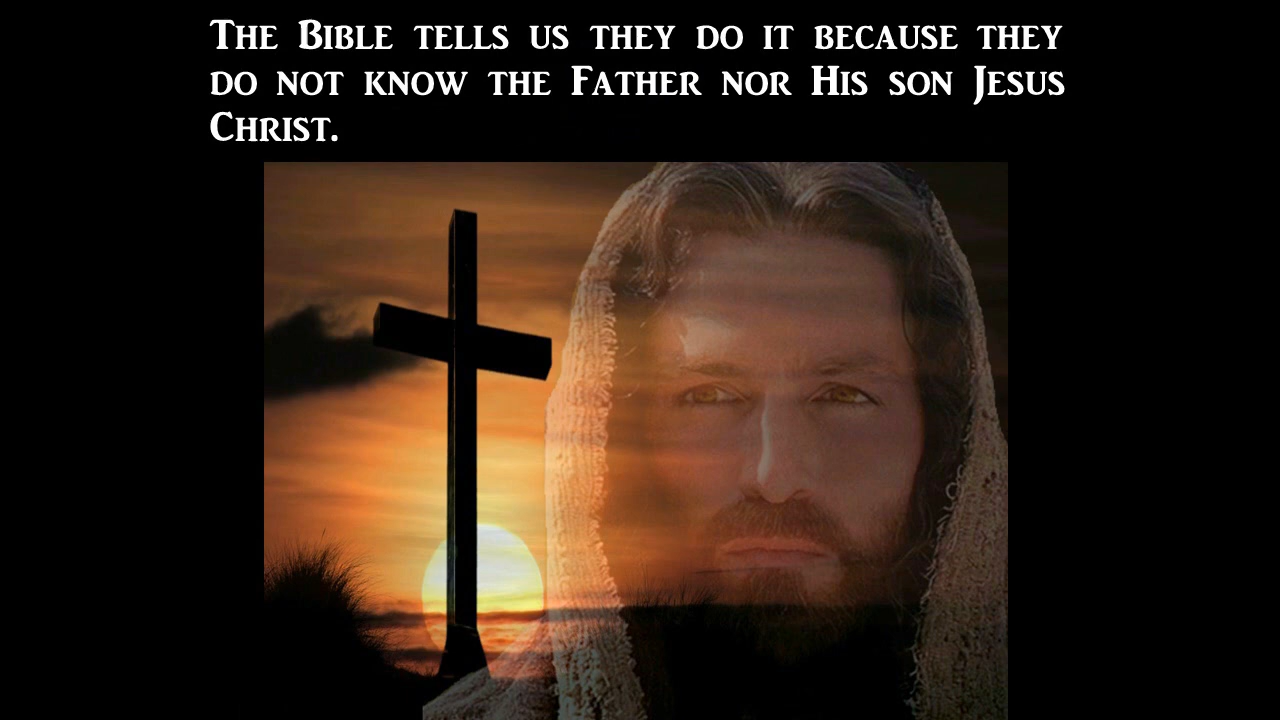 The Bible tells us they do it because they
do not know the Father nor His son Jesus
Christ.